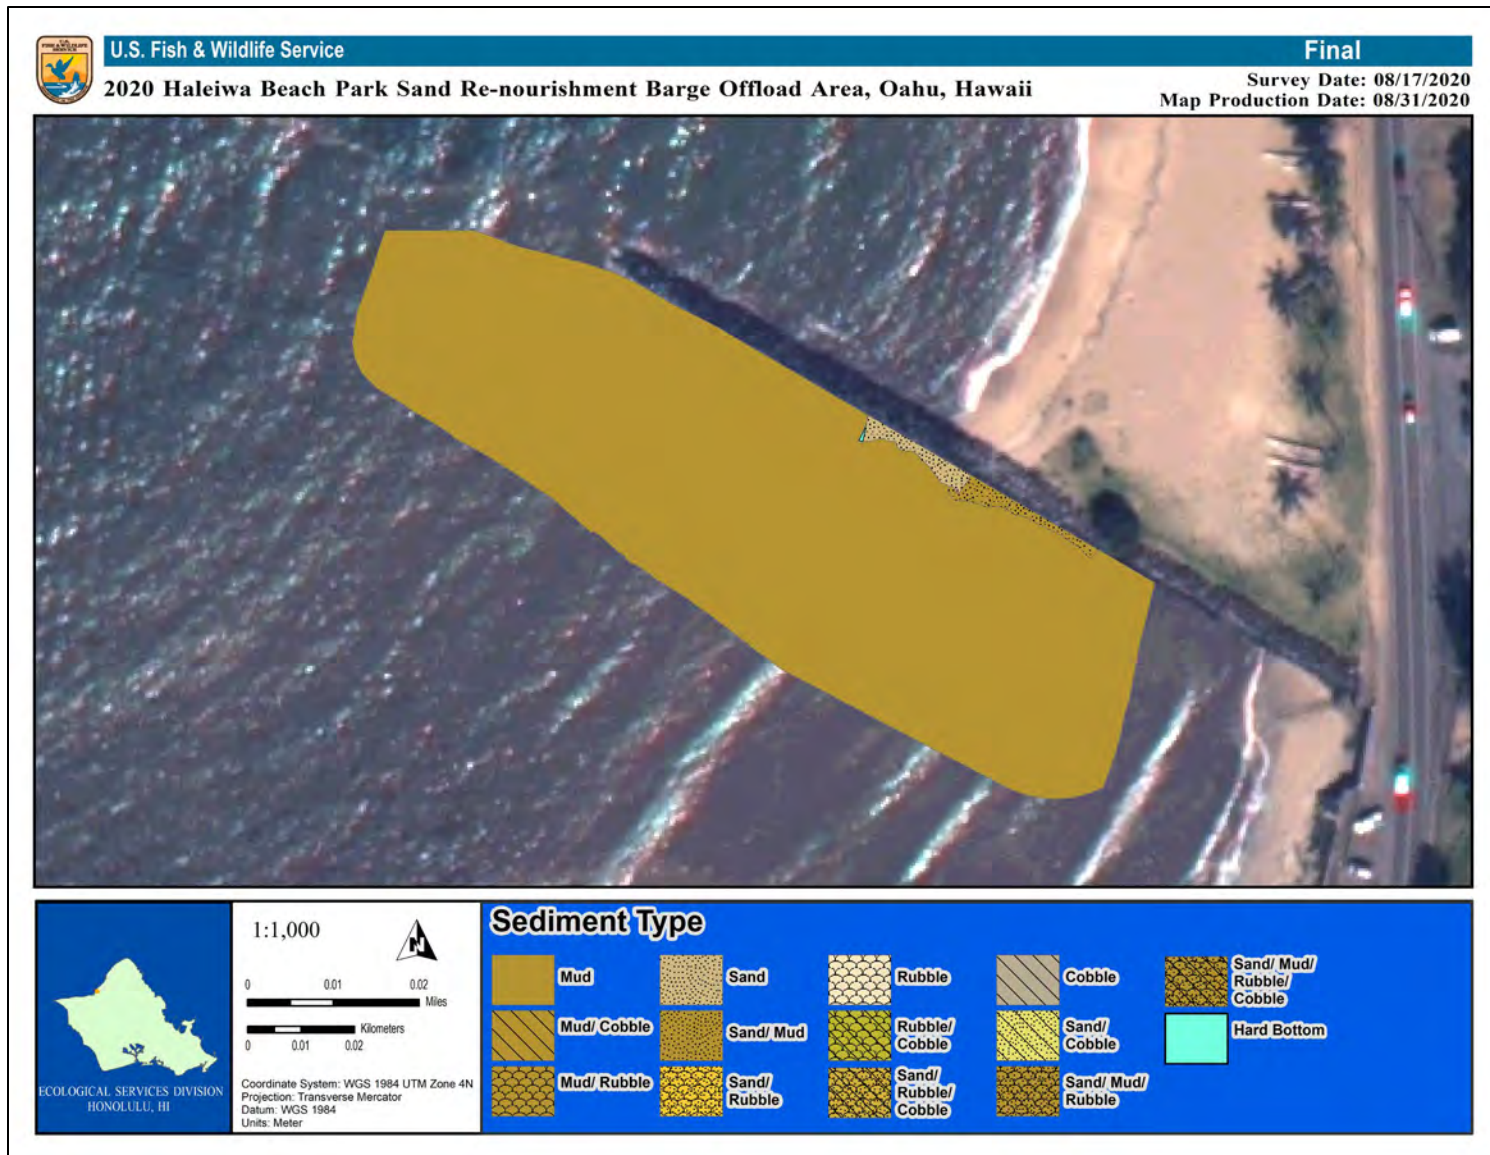 U.S.
FISH & WILDLIFE
SERVICE
U.S. Fish & Wildlife Service
Final
2020 Haleiwa Beach Park Sand Re-nourishment Barge Offload Area, Oahu, Hawaii
Survey Date: 08/17/2020
Map Production Date: 08/31/2020
ECOLOGICAL SERVICES DIVISION
HONOLULU, HI
1:1,000
N
0 0.01 0.02
Miles
Kilometers
0 0.01 0.02
Coordinate System: WGS 1984 UTM Zone 4N
Projection: Transverse Mercator
Datum: WGS 1984
Units: Meter
Sediment Type
Mud
Mud/ Cobble
Mud/ Rubble
Sand
Sand/ Mud
Sand/
Rubble
Rubble
Rubble/
Cobble
Sand/
Rubble/
Cobble
Cobble
Sand/
Cobble
Sand/ Mud/
Rubble
Sand/ Mud/
Rubble/
Cobble
Hard Bottom